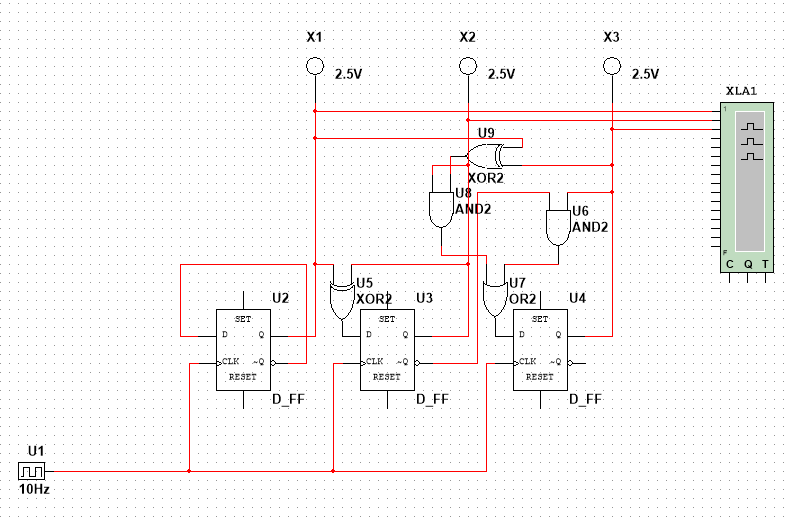 X1
X2
X3
2.5V
2.5V
2.5V
XLA1
1
U9
XOR2
U8
AND2
U6
AND2
F
C Q T
U5
XOR2
U7
OR2
U2
U3
U4
SET
D Q
CLK ~Q
RESET
D_FF
SET
D Q
CLK ~Q
RESET
D_FF
SET
D Q
CLK ~Q
RESET
D_FF
U1
10Hz